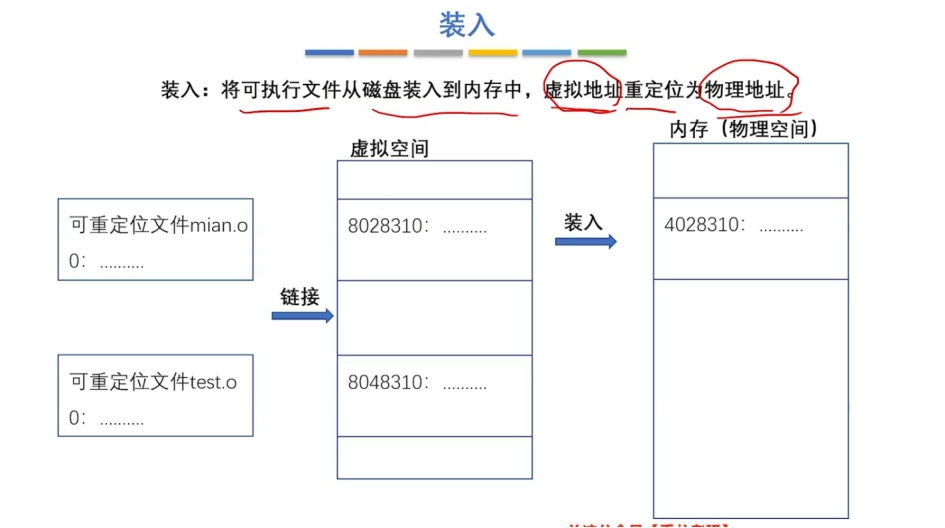 装入
装入：将可执行文件从磁盘装入到内存中，虚拟地址重定位为物理地址。
内存（物理空间）
虚拟空间
可重定位文件mian.o
0：..........
8028310：..........
装入
4028310：..........
链接
可重定位文件test.o
0：..........
8048310：..........